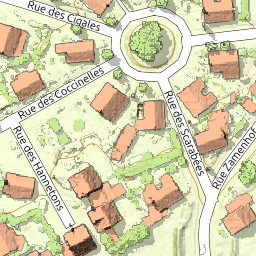 Rue des Cigales
Rue des Coccinelles
Rue des Scarabées
Rue Zamenhof
Rue des Hannetons